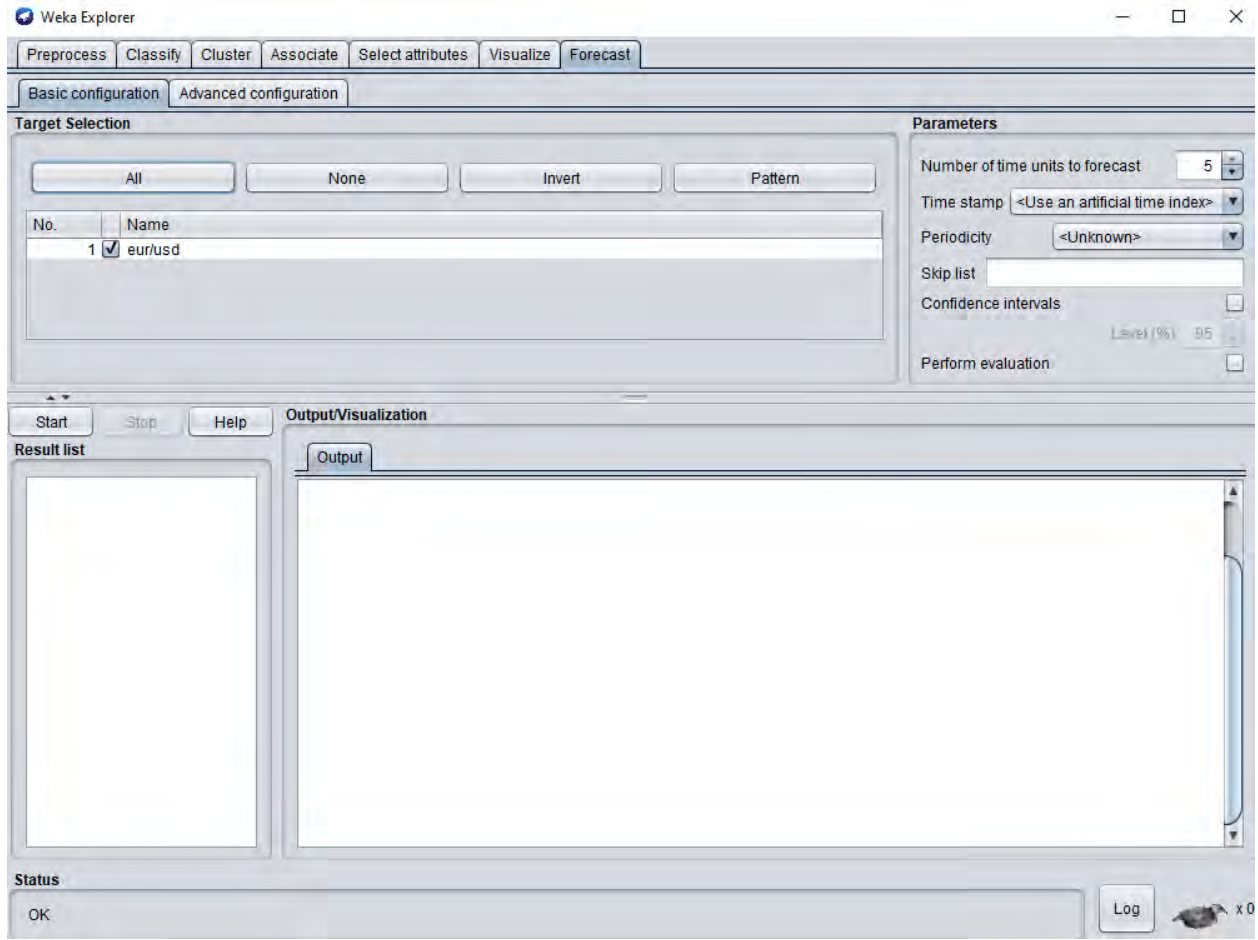 Weka Explorer
Preprocess Classify Cluster Associate Select attributes Visualize Forecast
Basic configuration Advanced configuration
Target Selection
All None Invert Pattern
No. Name
1 eur/usd
Parameters
Number of time units to forecast 5
Time stamp <Use an artificial time index>
Periodicity <Unknown>
Skip list
Confidence intervals
Level (%) 95
Perform evaluation
Start Stop Help
Result list
Output/Visualization
Output
Status
OK
Log x 0